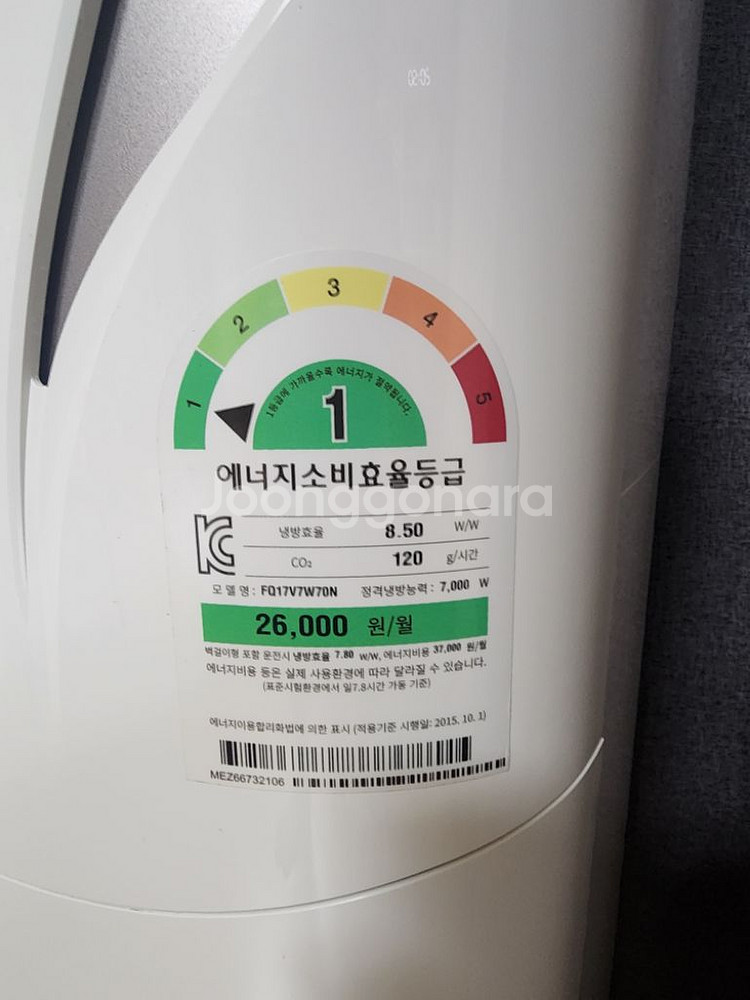 02-05
1
2
3
4
5
1등급에 가까울수록 에너지가 절약됩니다.
1
에너지소비효율등급
Joonggonara
냉방효율 8.50 W/W
CO₂ 120 g/시간
모델명 : FQ17V7W70N 정격냉방능력 : 7,000 W
26,000 원/월
벽걸이형 포함 운전시 냉방효율 7.80 W/W, 에너지비용 37,000 원/월
에너지비용 등은 실제 사용환경에 따라 달라질 수 있습니다.
(표준시험환경에서 일7.8시간 가동 기준)
에너지이용합리화법에 의한 표시 (적용기준 시행일: 2015. 10. 1)
MEZ66732106